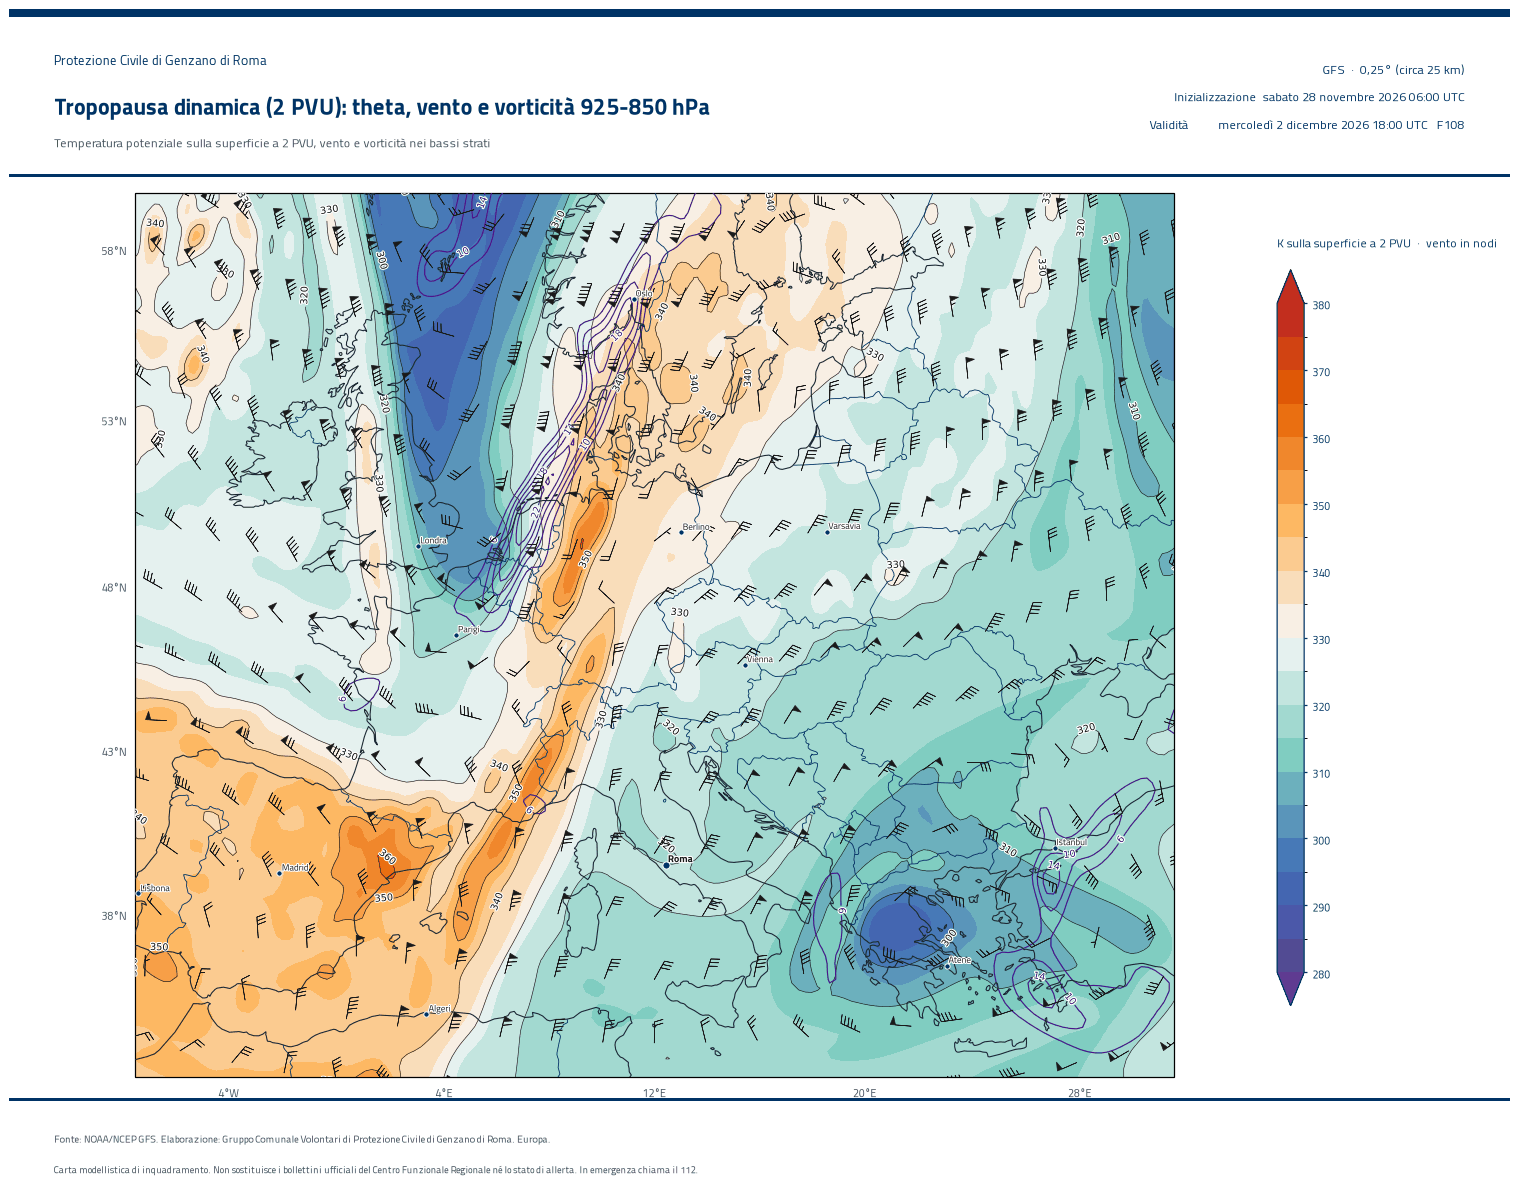 Protezione Civile di Genzano di Roma
Tropopausa dinamica (2 PVU): theta, vento e vorticità 925-850 hPa
Temperatura potenziale sulla superficie a 2 PVU, vento e vorticità nei bassi strati
GFS · 0,25° (circa 25 km)
Inizializzazione sabato 28 novembre 2026 06:00 UTC
Validità mercoledì 2 dicembre 2026 18:00 UTC F108
K sulla superficie a 2 PVU · vento in nodi
380
370
360
350
340
330
320
310
300
290
280
58°N
53°N
48°N
43°N
38°N
4°W
4°E
12°E
20°E
28°E
Oslo
Londra
Berlino
Varsavia
Parigi
Vienna
Madrid
Lisbona
Roma
Istanbul
Atene
Algeri
Fonte: NOAA/NCEP GFS. Elaborazione: Gruppo Comunale Volontari di Protezione Civile di Genzano di Roma. Europa.
Carta modellistica di inquadramento. Non sostituisce i bollettini ufficiali del Centro Funzionale Regionale né lo stato di allerta. In emergenza chiama il 112.